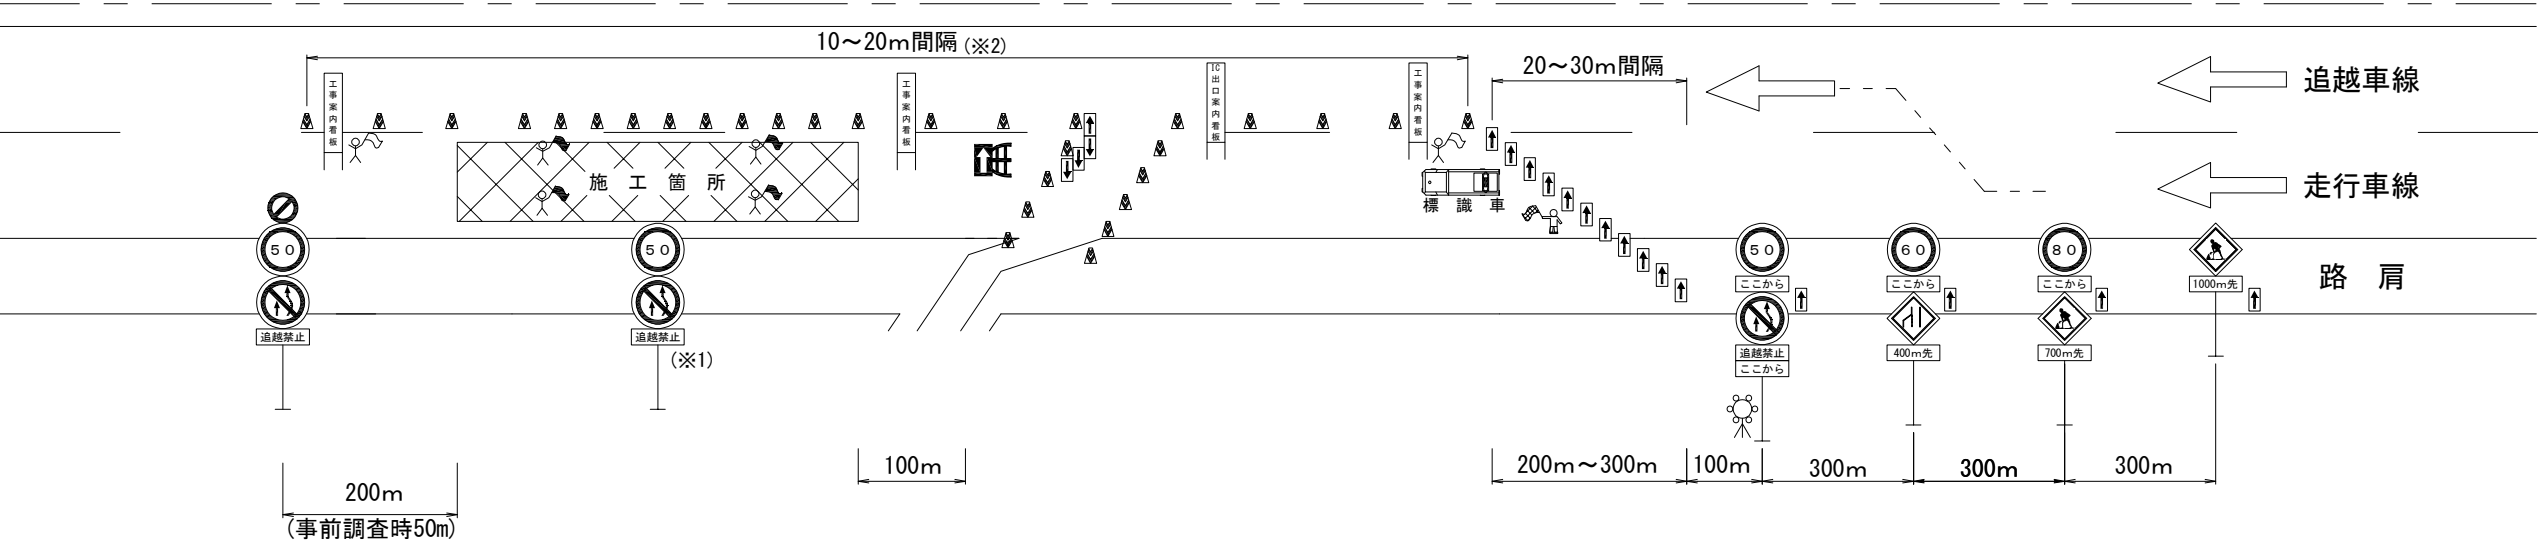 10～20m間隔 (※2)
20～30m間隔
追越車線
工事案内看板
工事案内看板
IC出口案内看板
工事案内看板
施 工 箇 所
走行車線
標 識 車
50
50
50
60
80
路 肩
ここから
ここから
ここから
1000m先
追越禁止
追越禁止
(※1)
追越禁止
ここから
400m先
700m先
100m
200m～300m
100m
300m
300m
300m
200m
(事前調査時50m)